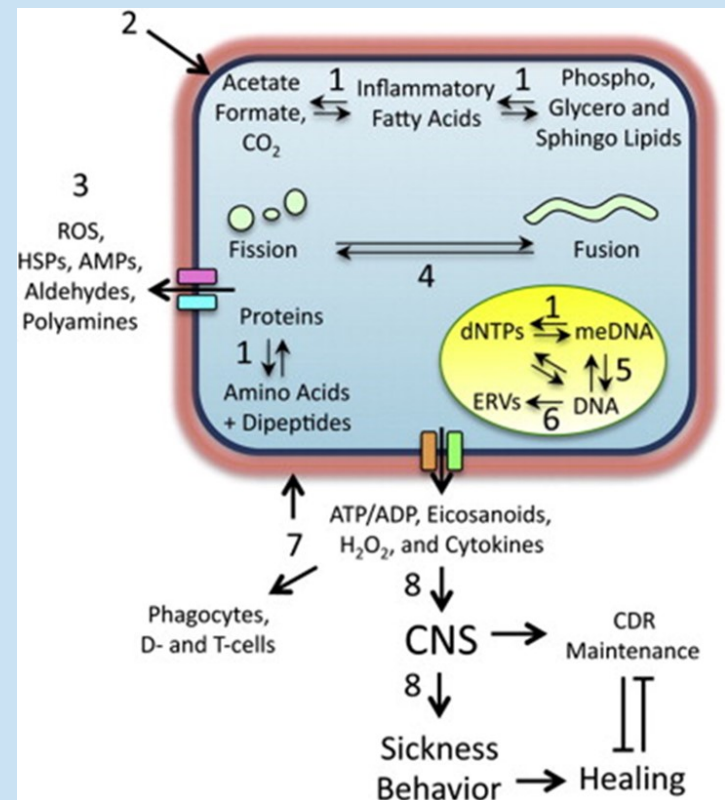 2
Acetate
Formate,
CO2
1
Inflammatory
Fatty Acids
1
Phospho,
Glycero and
Sphingo Lipids
3
ROS,
HSPs, AMPs,
Aldehydes,
Polyamines
Fission
4
Fusion
Proteins
1
Amino Acids
+ Dipeptides
dNTPs
1
meDNA
5
ERVs
6
DNA
7
ATP/ADP, Eicosanoids,
H2O2, and Cytokines
Phagocytes,
D- and T-cells
8
CNS
CDR
Maintenance
8
Sickness
Behavior
Healing